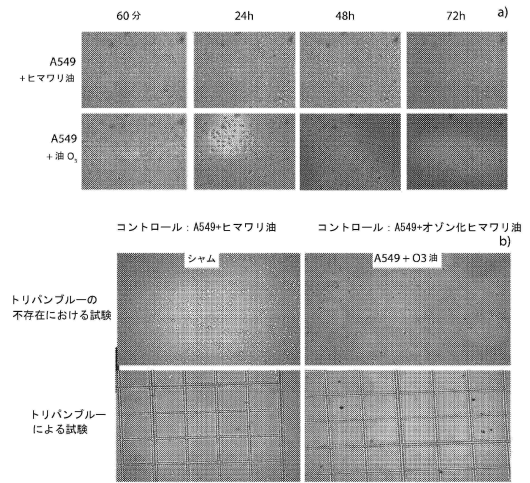 a)
60 分 24h 48h 72h
A549
+ヒマワリ油
A549
+油 O3
コントロール：A549+ヒマワリ油 コントロール：A549+オゾン化ヒマワリ油
b)
シャム A549+O3油
トリパンブルーの
不存在における試験
トリパンブルー
による試験